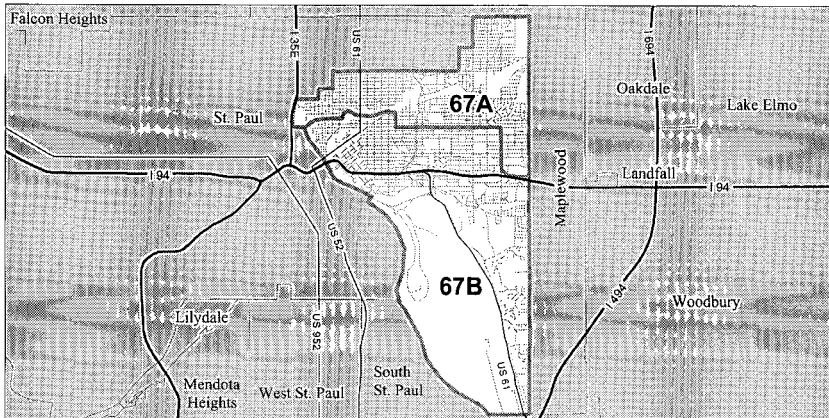 Falcon Heights
I 35E
US 61
I 694
67A
Oakdale
Lake Elmo
St. Paul
Maplewood
Landfall
I 94
I 94
US 52
67B
I 494
Woodbury
Lilydale
US 952
Mendota
Heights
West St. Paul
South
St. Paul
US 61